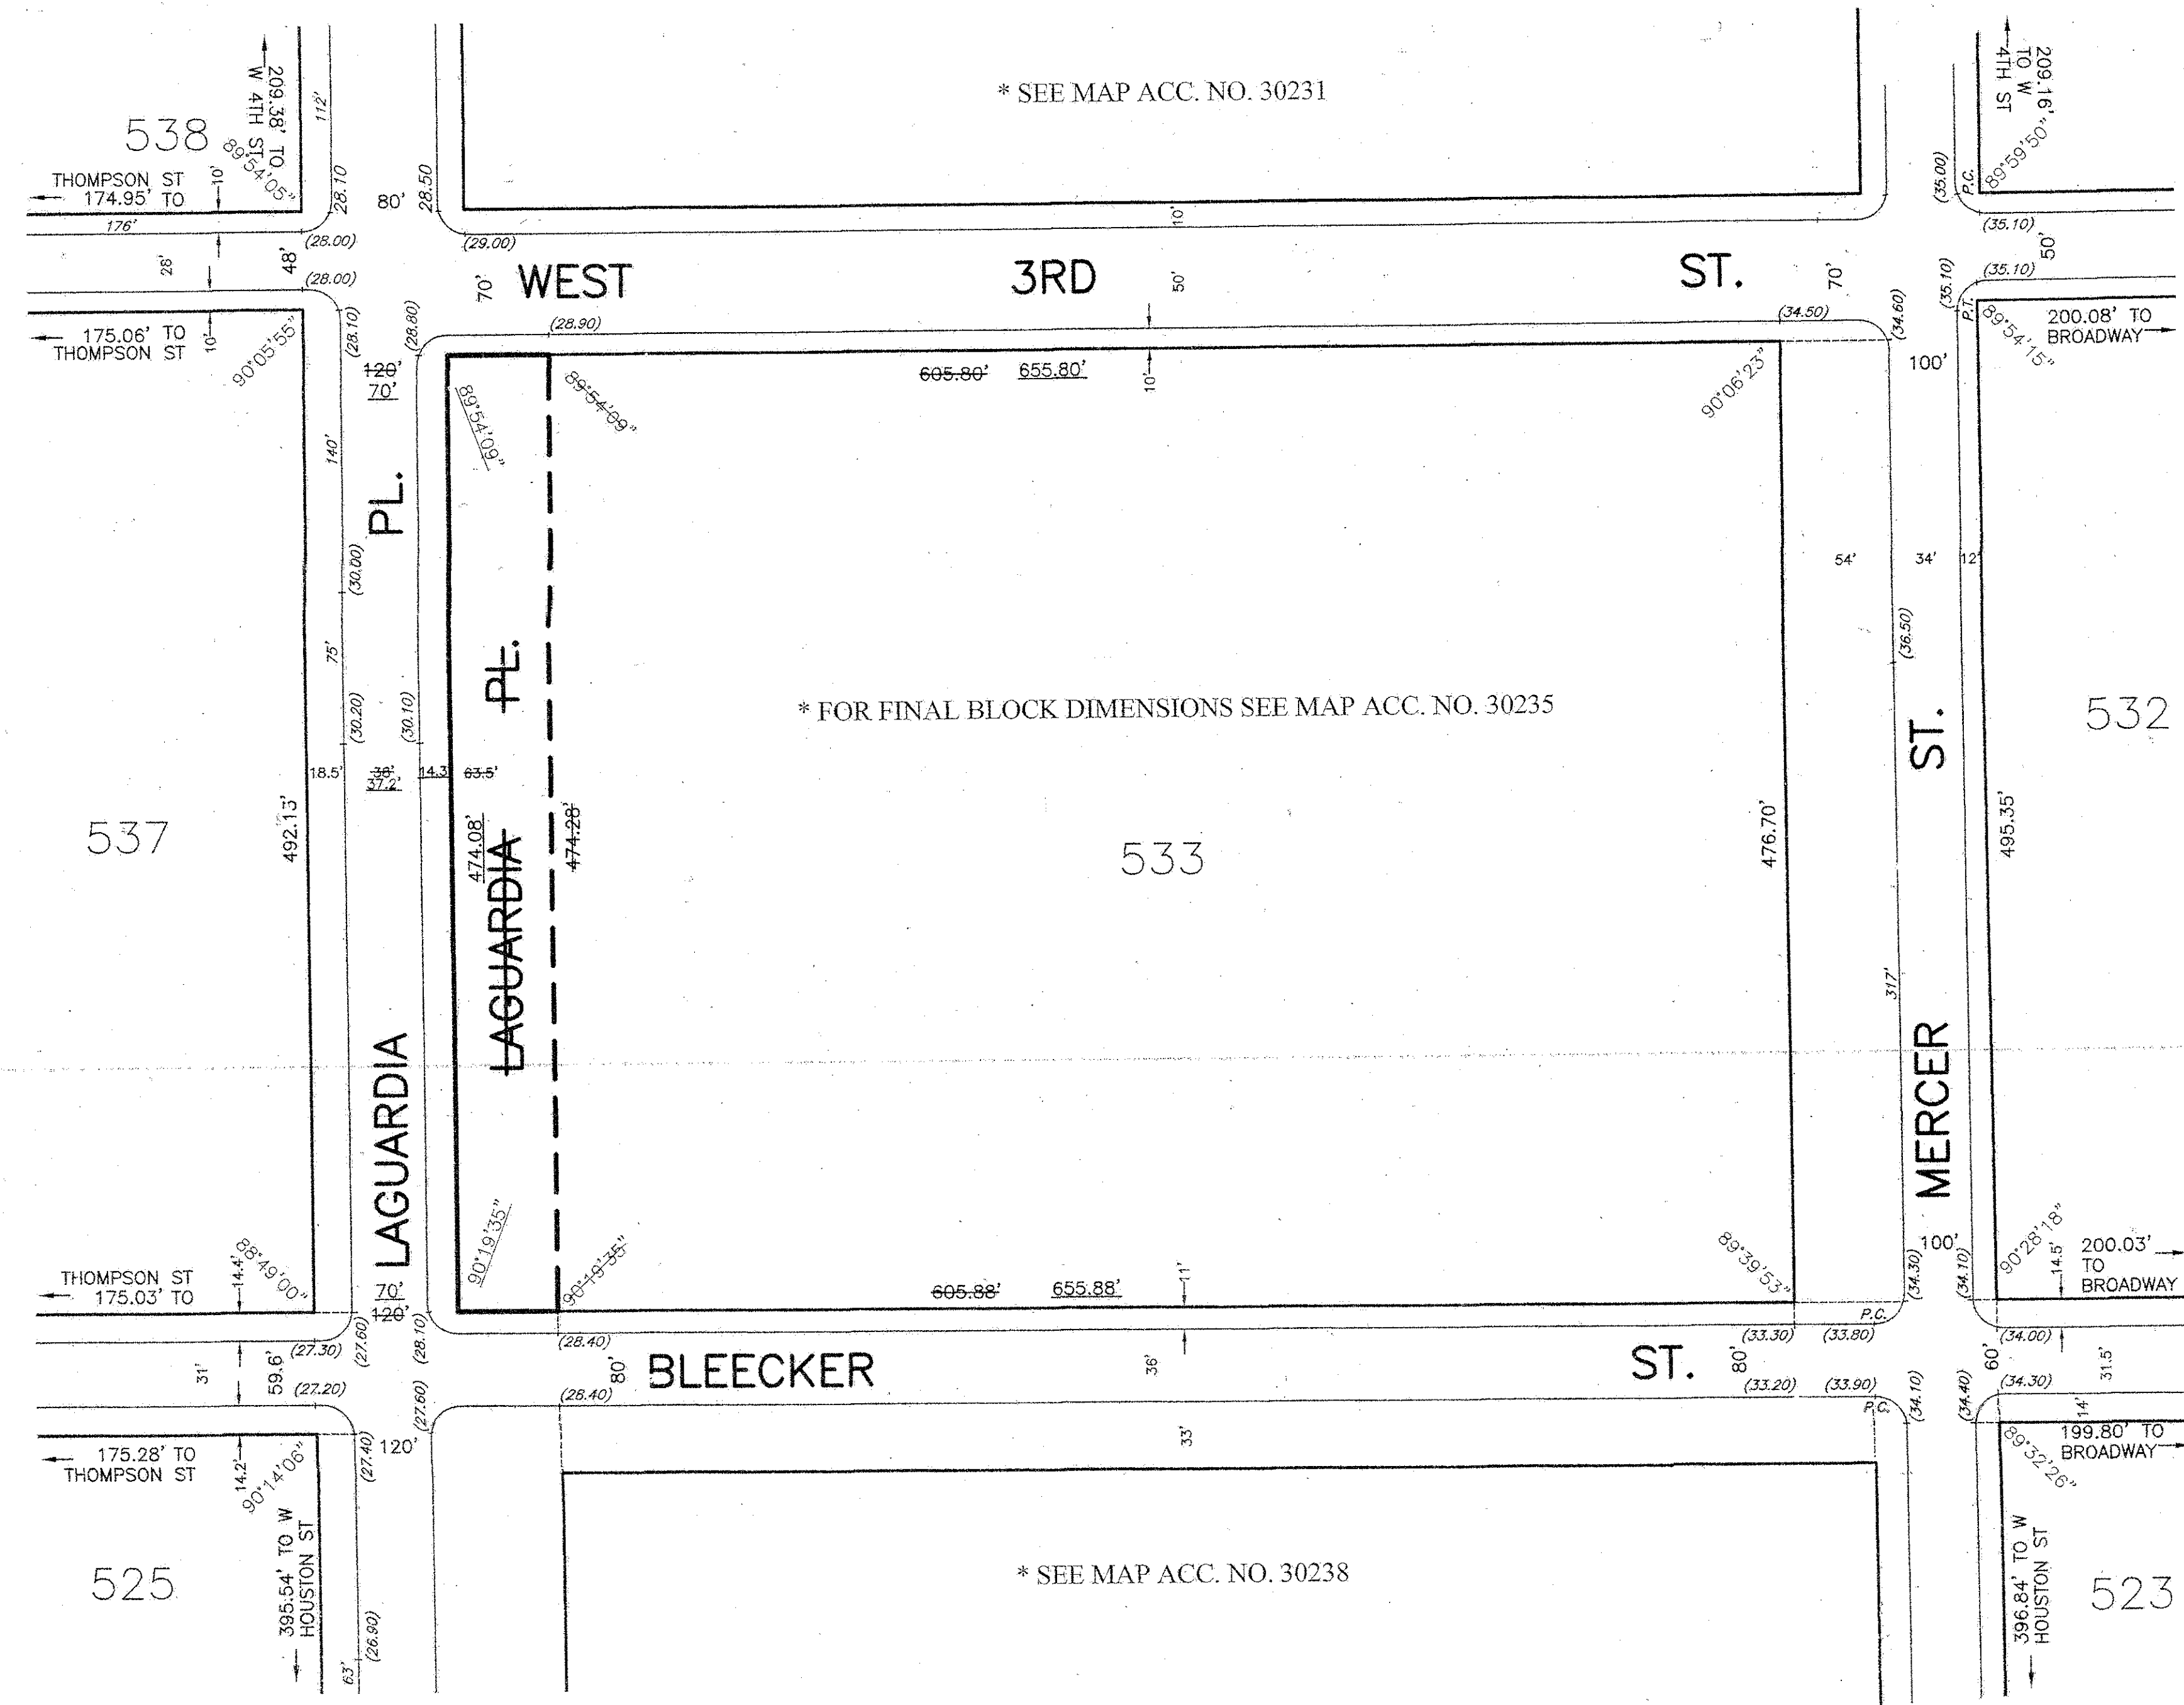 * SEE MAP ACC. NO. 30231
209.38' TO
W 4TH ST
112'
538
89°54'05"
THOMPSON ST
174.95' TO
10'
176'
28.10
80'
28.50
(28.00)
(29.00)
10'
209.16'
TO W
4TH ST
89°59'50"
(35.00)
P.C.
(35.10)
28'
48'
(28.00)
70'
WEST 3RD ST.
50'
70'
50'
(35.10)
(35.10)
P.T.
175.06' TO
THOMPSON ST
10'
90°05'55"
(28.10)
(28.80)
(28.90)
(34.50)
(34.60)
89°54'15"
200.08' TO
BROADWAY
120'
70'
89°54'09"
89°54'09"
605.80' 655.80'
10'
90°06'23"
100'
140'
PL.
(30.00)
54' 34' 12'
75'
PL.
(36.50)
(30.20)
(30.10)
* FOR FINAL BLOCK DIMENSIONS SEE MAP ACC. NO. 30235
ST.
532
18.5' 38' 14.3' 63.5'
37.2'
537
492.13'
474.08'
LAGUARDIA
474.28'
533
476.70'
495.35'
317'
LAGUARDIA
MERCER
90°19'35"
90°19'35"
89°39'53"
100'
90°28'18"
88°49'00"
14.4'
THOMPSON ST
175.03' TO
70'
120'
605.88' 655.88'
11'
(34.30)
(34.10)
14.5'
200.03'
TO
BROADWAY
P.C.
(27.30)
(27.60)
(28.10)
(28.40)
(33.30) (33.80)
(34.00)
31'
59.6'
80'
BLEECKER ST.
36'
80'
60'
31.5'
(27.20)
(27.60)
(28.40)
(33.20) (33.90)
P.C.
(34.10)
(34.40)
(34.30)
14'
175.28' TO
THOMPSON ST
14.2'
90°14'06"
(27.40)
120'
33'
199.80' TO
BROADWAY
89°32'26"
395.54' TO W
HOUSTON ST
525
(26.90)
63'
* SEE MAP ACC. NO. 30238
396.84' TO W
HOUSTON ST
523